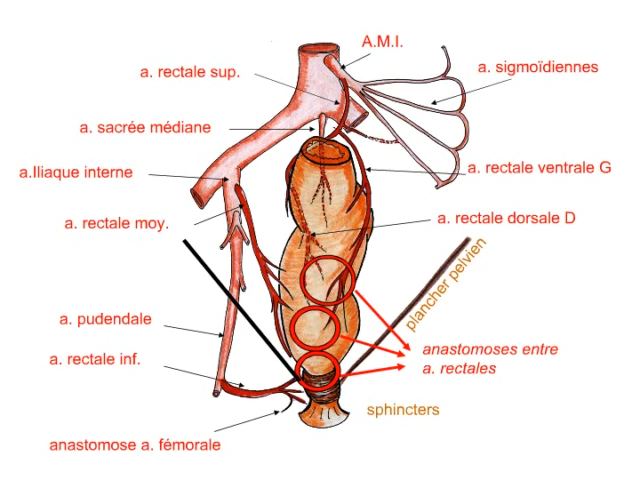 A.M.I.
a. rectale sup.
a. sigmoïdiennes
a. sacrée médiane
a.Iliaque interne
a. rectale ventrale G
a. rectale moy.
a. rectale dorsale D
plancher pelvien
a. pudendale
anastomoses entre
a. rectales
a. rectale inf.
sphincters
anastomose a. fémorale